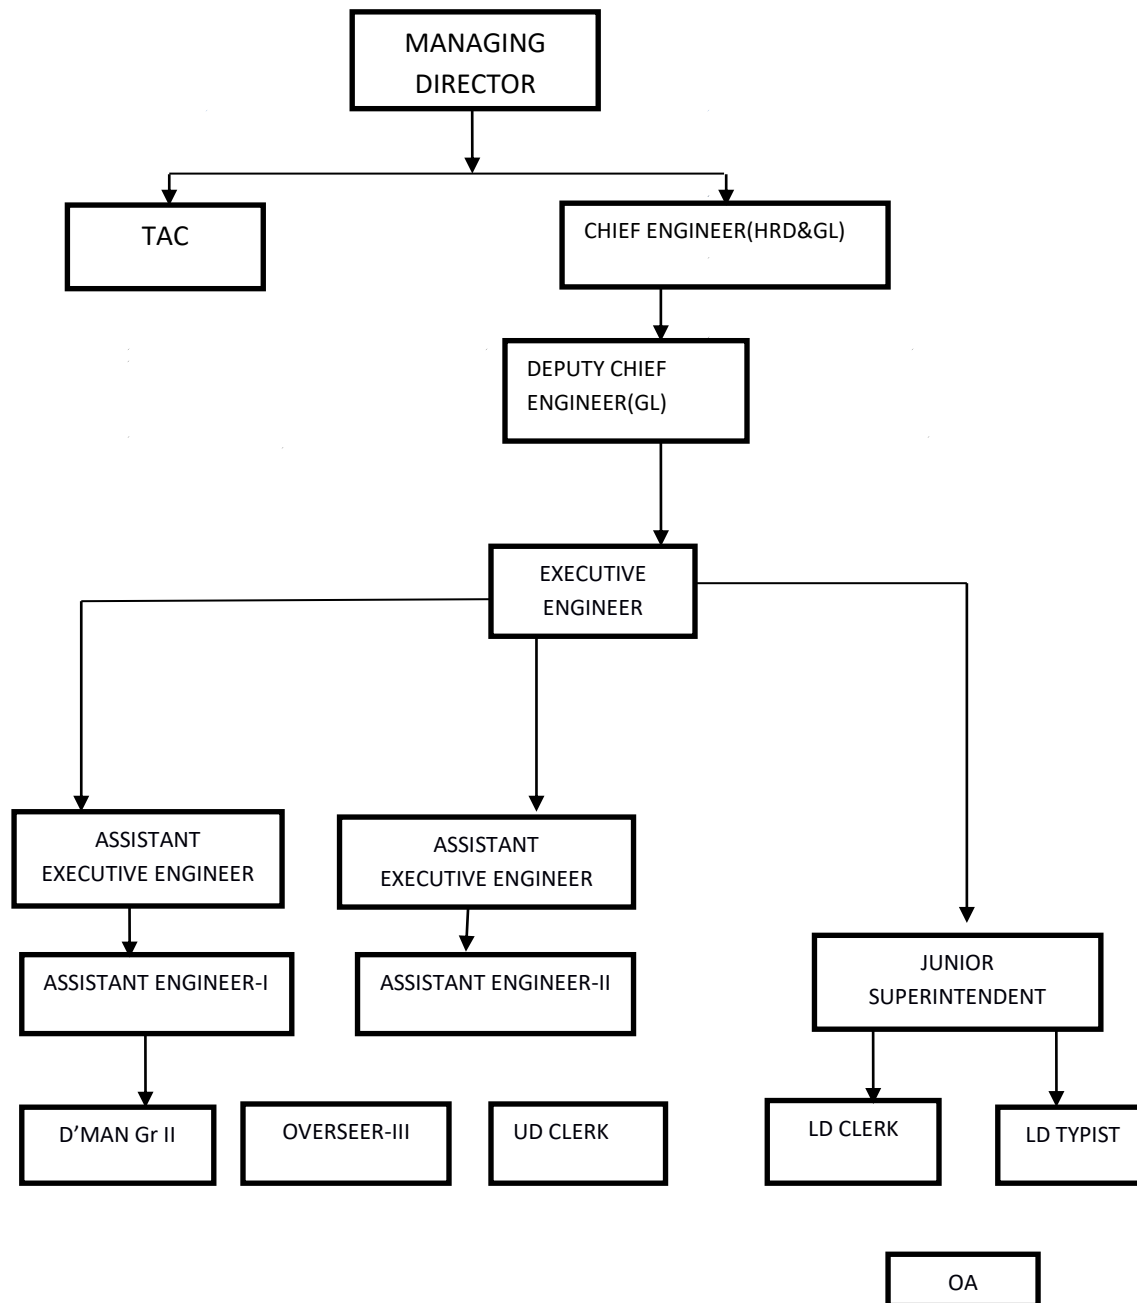 MANAGING
DIRECTOR
TAC
CHIEF ENGINEER(HRD&GL)
DEPUTY CHIEF
ENGINEER(GL)
EXECUTIVE
ENGINEER
ASSISTANT
EXECUTIVE ENGINEER
ASSISTANT
EXECUTIVE ENGINEER
ASSISTANT ENGINEER-I
ASSISTANT ENGINEER-II
JUNIOR
SUPERINTENDENT
D’MAN Gr II
OVERSEER-III
UD CLERK
LD CLERK
LD TYPIST
OA